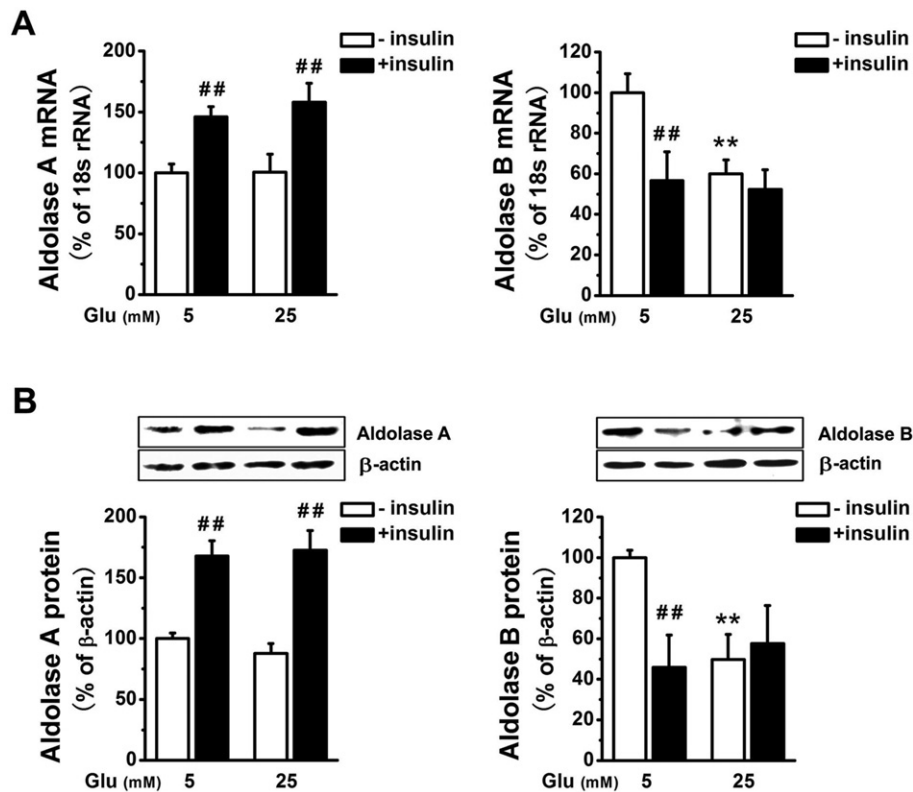 A
Aldolase A mRNA
(% of 18s rRNA)
200
150
100
50
0
##
##
- insulin
+insulin
Glu (mM) 5 25
Aldolase B mRNA
(% of 18s rRNA)
120
100
80
60
40
20
0
##
**
- insulin
+insulin
Glu (mM) 5 25
B
Aldolase A
β-actin
Aldolase A protein
(% of β-actin)
200
150
100
50
0
##
##
- insulin
+insulin
Glu (mM) 5 25
Aldolase B
β-actin
Aldolase B protein
(% of β-actin)
120
100
80
60
40
20
0
##
**
- insulin
+insulin
Glu (mM) 5 25